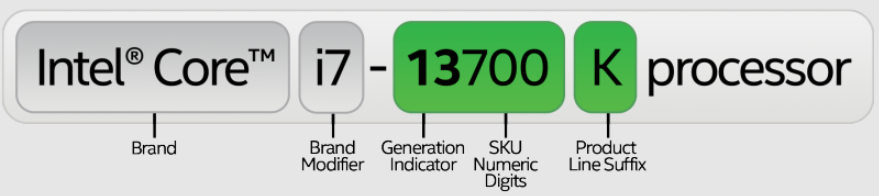 Intel® Core™ i7 - 13700 K processor
Brand
Brand
Modifier
Generation
Indicator
SKU
Numeric
Digits
Product
Line Suffix